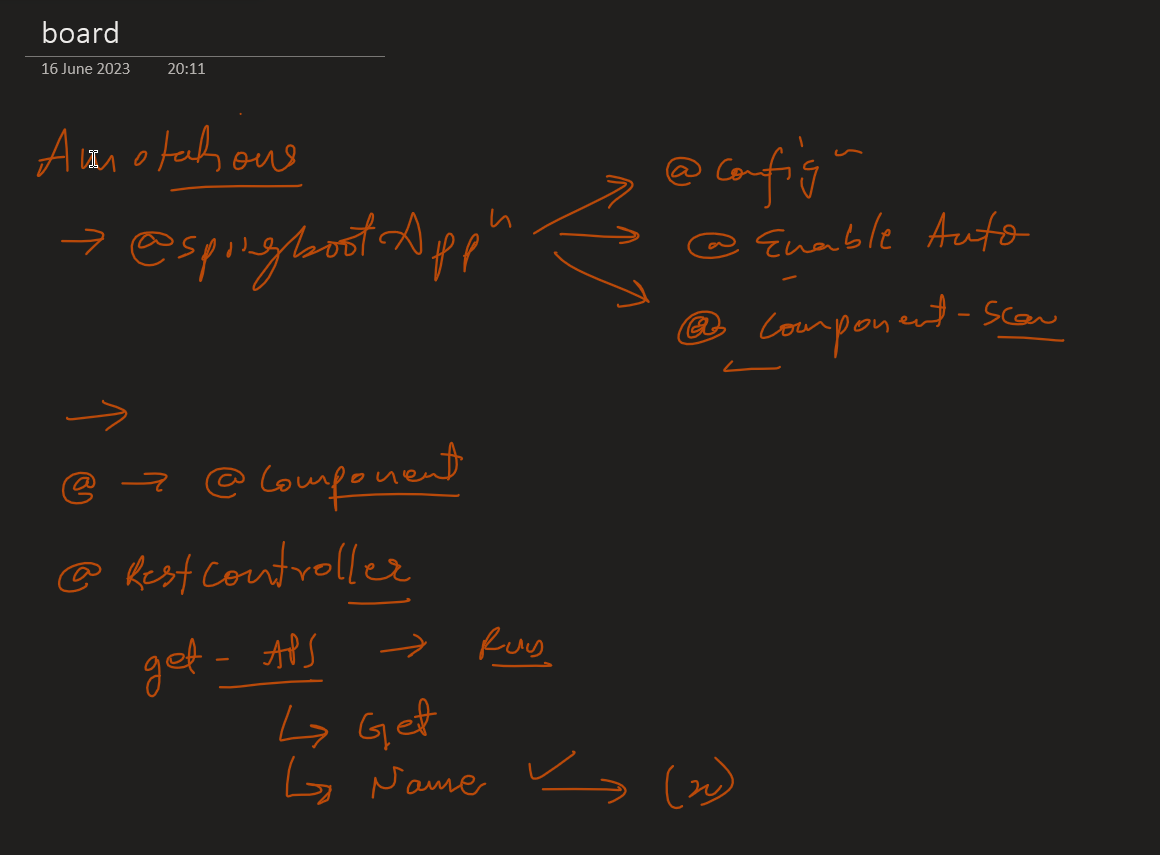 board
16 June 2023 20:11
Annotations
→ @SpringbootAppⁿ
@Configⁿ
@Enable Auto
@Component-Scan
→
@ → @Component
@RestController
get - API → Run
↳ Get
↳ Name ✓ → (x)